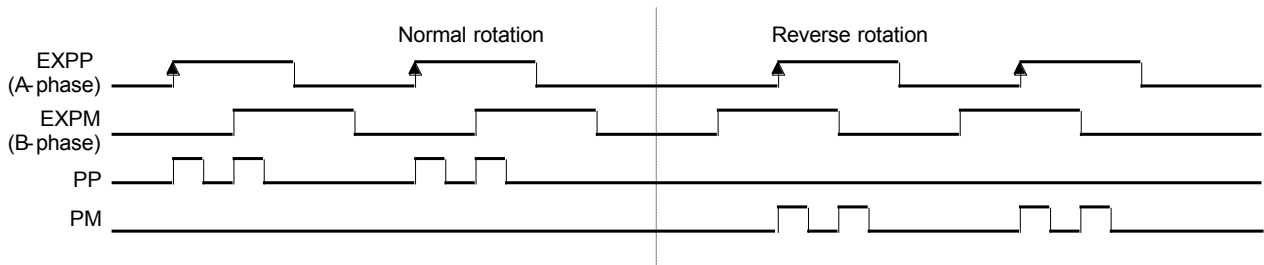 Normal rotation
Reverse rotation
EXPP
(A-phase)
EXPM
(B-phase)
PP
PM